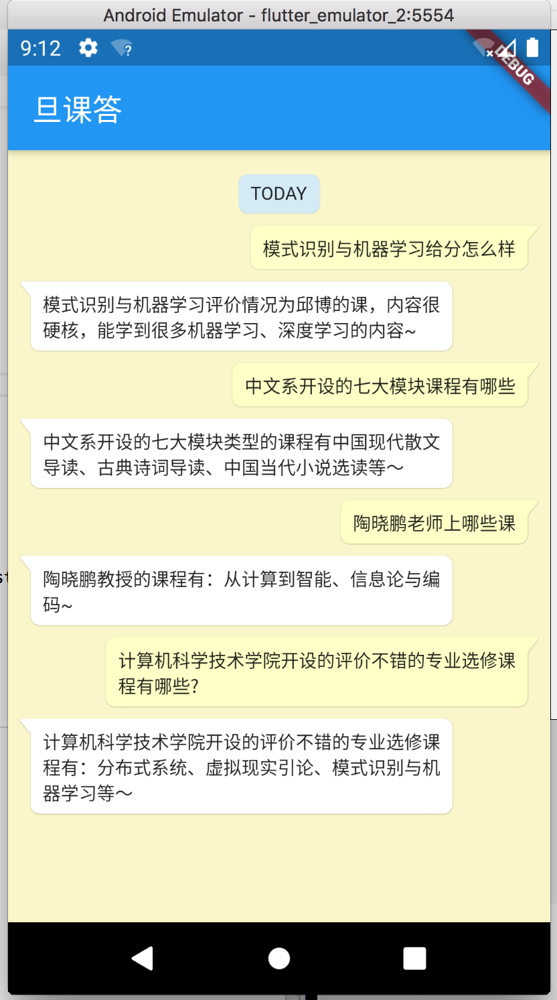 Android Emulator - flutter_emulator_2:5554
9:12
DEBUG
旦课答
TODAY
模式识别与机器学习给分怎么样
模式识别与机器学习评价情况为邱博的课，内容很
硬核，能学到很多机器学习、深度学习的内容~
中文系开设的七大模块课程有哪些
中文系开设的七大模块类型的课程有中国现代散文
导读、古典诗词导读、中国当代小说选读等～
陶晓鹏老师上哪些课
陶晓鹏教授的课程有：从计算到智能、信息论与编
码~
计算机科学技术学院开设的评价不错的专业选修课
程有哪些?
计算机科学技术学院开设的评价不错的专业选修课
程有：分布式系统、虚拟现实引论、模式识别与机
器学习等～